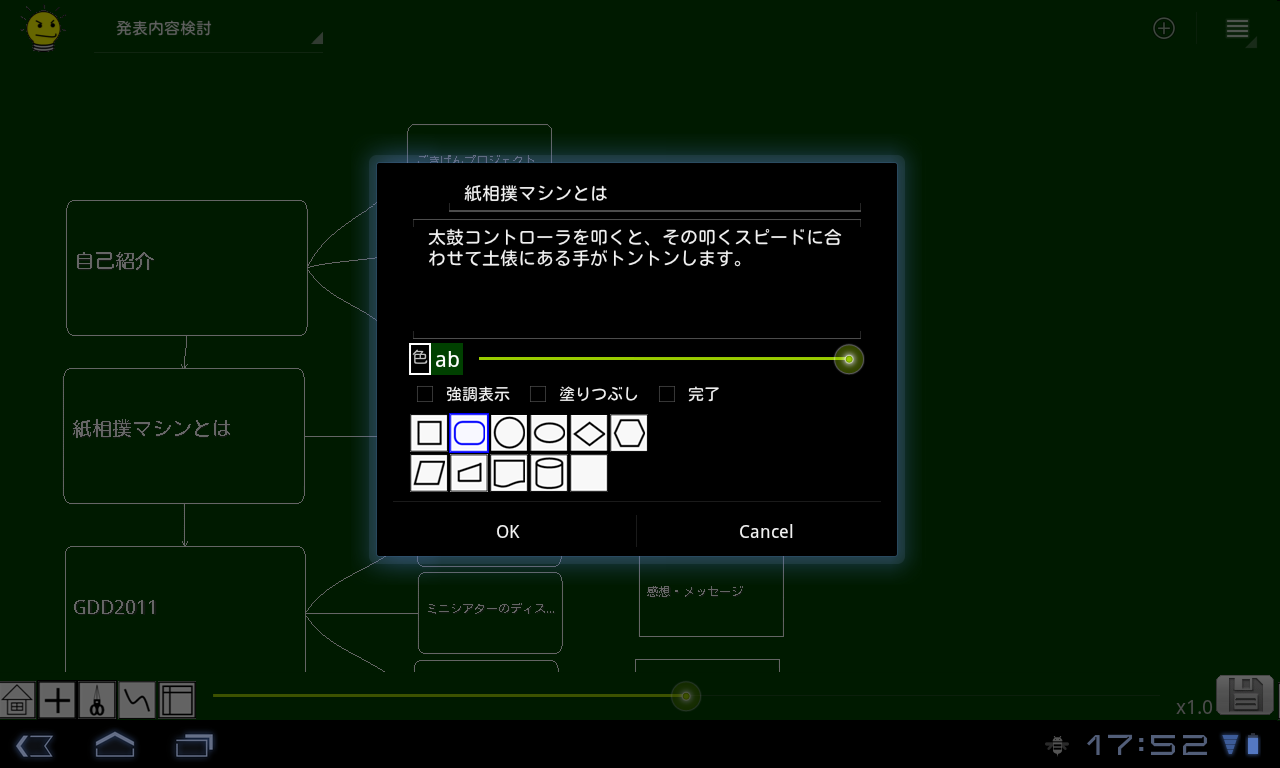 発表内容検討
ごきげんプロジェクト
自己紹介
紙相撲マシンとは
GDD2011
紙相撲マシンとは
太鼓コントローラを叩くと、その叩くスピードに合
わせて土俵にある手がトントンします。
色 ab
強調表示 塗りつぶし 完了
OK Cancel
ミニシアターのディス...
感想・メッセージ
x1.0
17:52